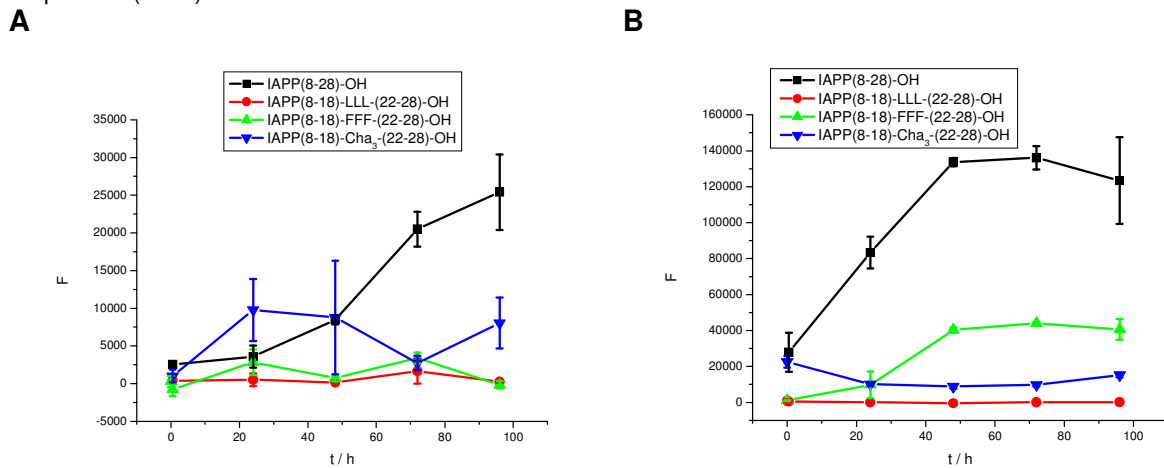 A
B
IAPP(8-28)-OH
IAPP(8-18)-LLL-(22-28)-OH
IAPP(8-18)-FFF-(22-28)-OH
IAPP(8-18)-Cha3-(22-28)-OH
35000
30000
25000
20000
15000
10000
5000
0
-5000
F
0 20 40 60 80 100
t / h
IAPP(8-28)-OH
IAPP(8-18)-LLL-(22-28)-OH
IAPP(8-18)-FFF-(22-28)-OH
IAPP(8-18)-Cha3-(22-28)-OH
160000
140000
120000
100000
80000
60000
40000
20000
0
F
0 20 40 60 80 100
t / h